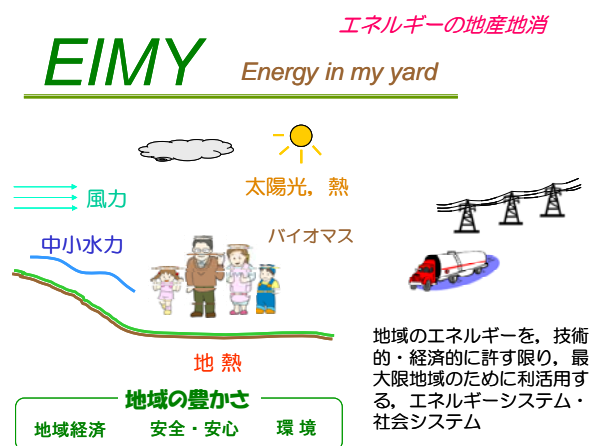 エネルギーの地産地消
EIMY Energy in my yard
太陽光，熱
風力
バイオマス
中小水力
地 熱
地域のエネルギーを，技術
的・経済的に許す限り，最
大限地域のために利活用す
る，エネルギーシステム・
社会システム
地域の豊かさ
地域経済 安全・安心 環 境